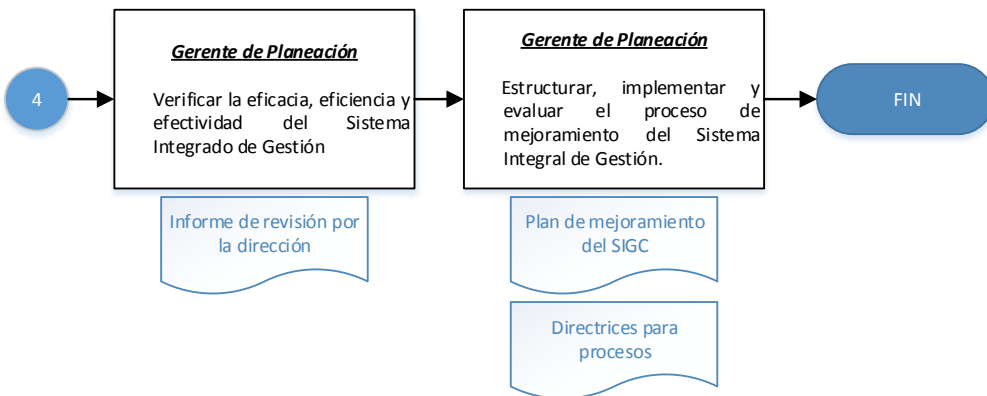 4
Gerente de Planeación
Verificar la eficacia, eficiencia y
efectividad del Sistema
Integrado de Gestión
Informe de revisión por
la dirección
Gerente de Planeación
Estructurar, implementar y
evaluar el proceso de
mejoramiento del Sistema
Integral de Gestión.
Plan de mejoramiento
del SIGC
Directrices para
procesos
FIN